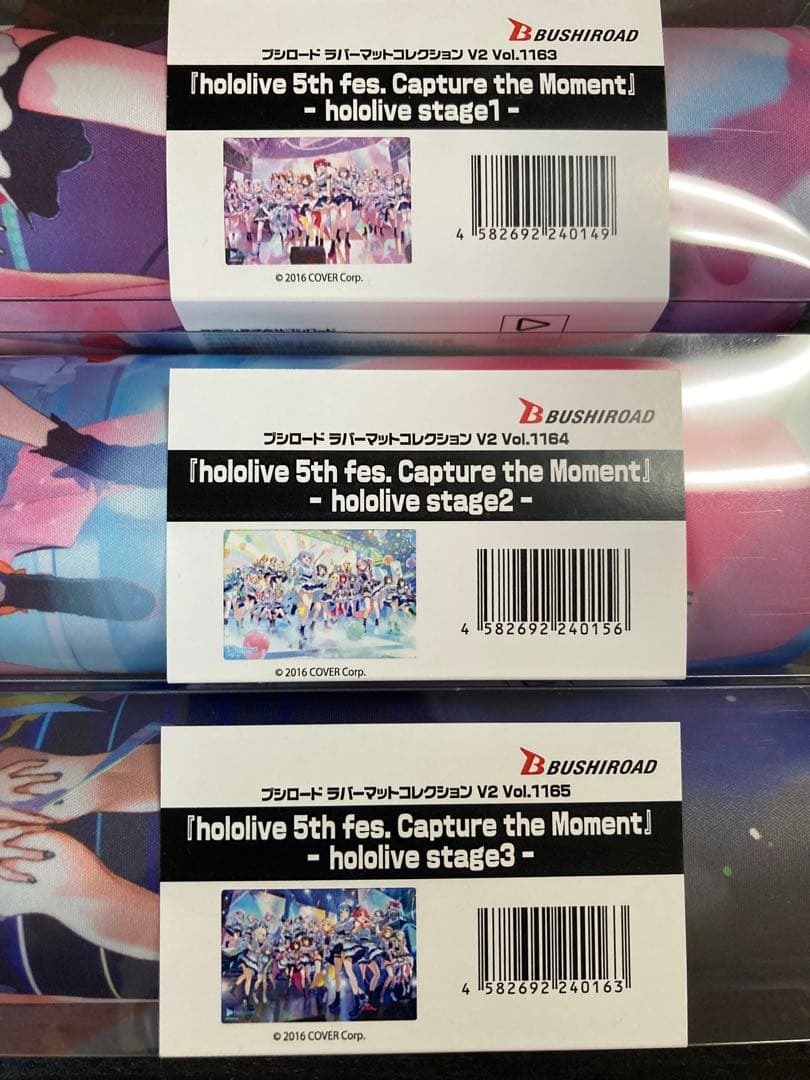 BUSHIROAD
ブシロード ラバーマットコレクション V2 Vol.1163
『hololive 5th fes. Capture the Moment』
- hololive stage1 -
4 582692 240149
© 2016 COVER Corp.
BUSHIROAD
ブシロード ラバーマットコレクション V2 Vol.1164
『hololive 5th fes. Capture the Moment』
- hololive stage2 -
4 582692 240156
© 2016 COVER Corp.
BUSHIROAD
ブシロード ラバーマットコレクション V2 Vol.1165
『hololive 5th fes. Capture the Moment』
- hololive stage3 -
4 582692 240163
© 2016 COVER Corp.